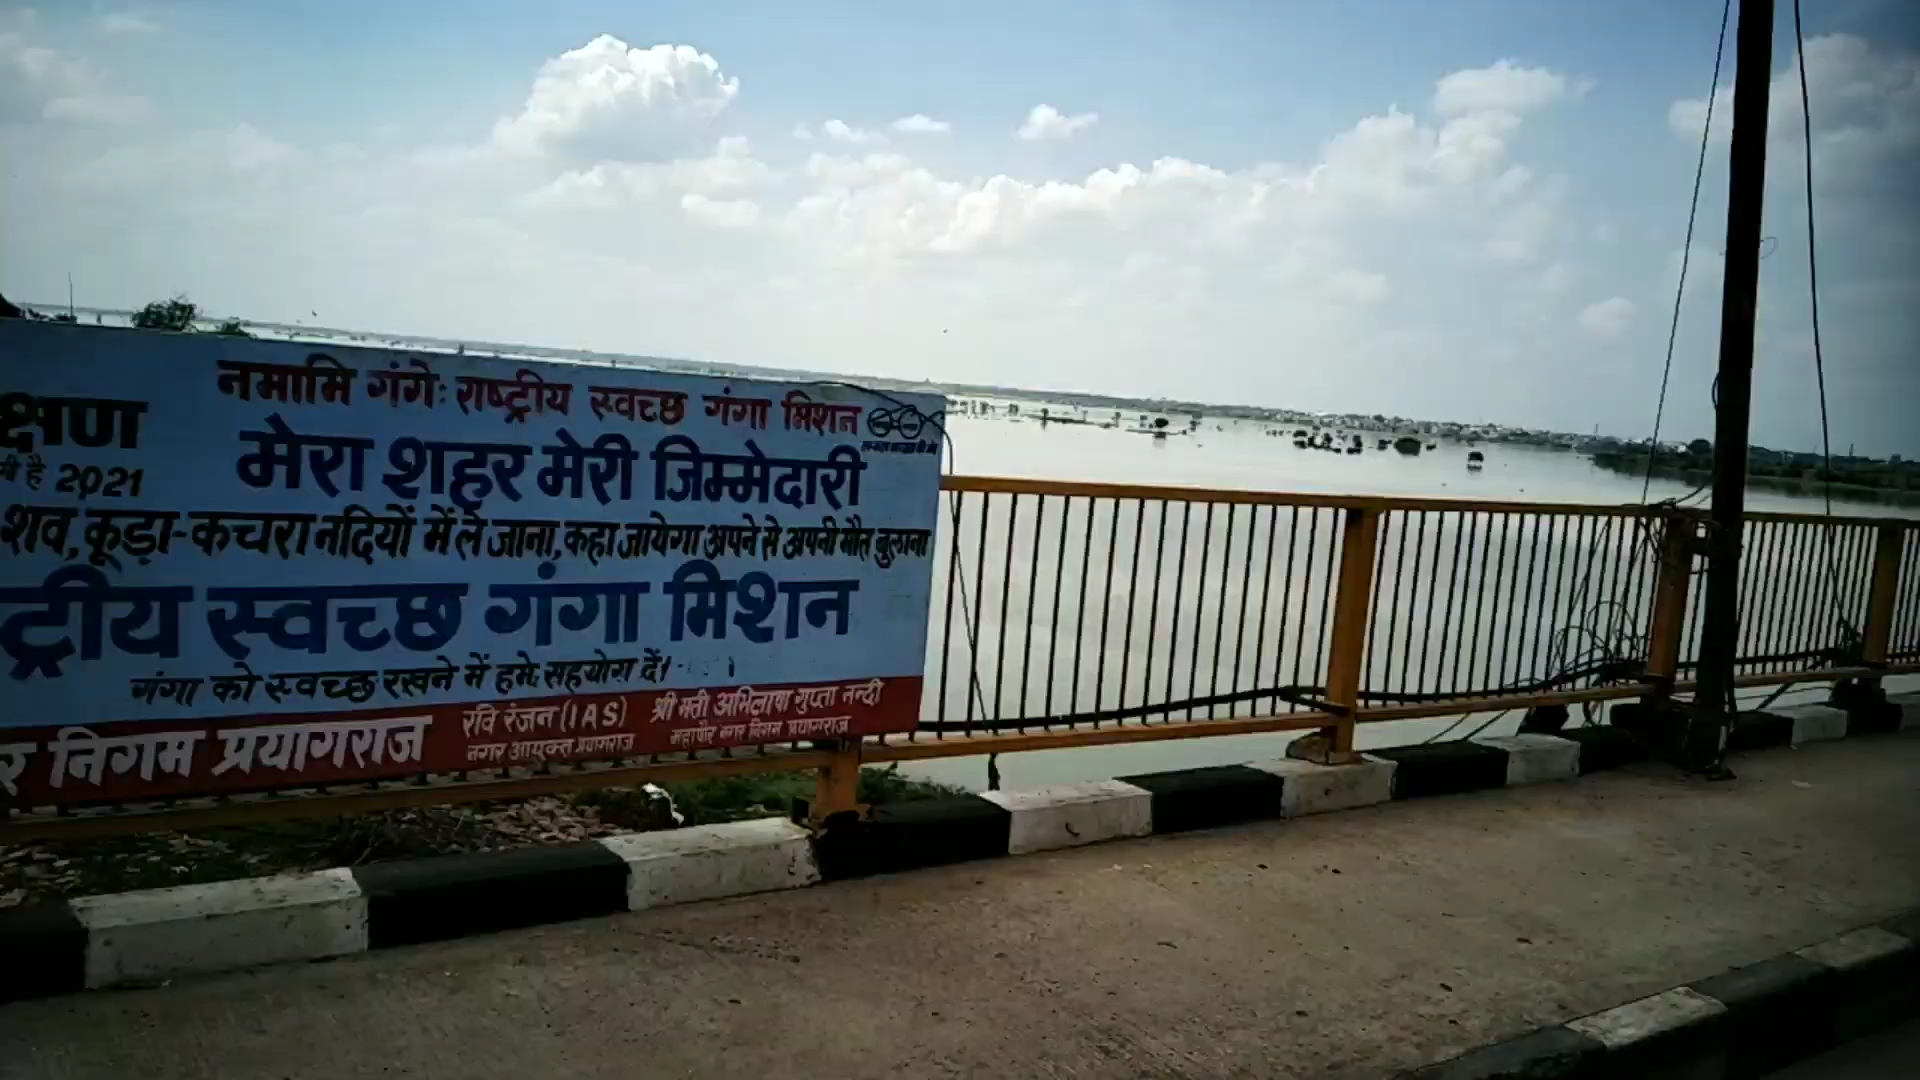 नमामि गंगेः राष्ट्रीय स्वच्छ गंगा मिशन
क्षण
मेरा शहर मेरी जिम्मेदारी
है 2021
शव, कूड़ा-कचरा नदियों में ले जाना, कहा जायेगा अपने से अपनी मौत बुलाना
ट्रीय स्वच्छ गंगा मिशन
गंगा को स्वच्छ रखने में हमे सहयोग दें।
र निगम प्रयागराज
रवि रंजन (IAS)
नगर आयुक्त प्रयागराज
श्री मती अभिलाषा गुप्ता नन्दी
महापौर नगर निगम प्रयागराज